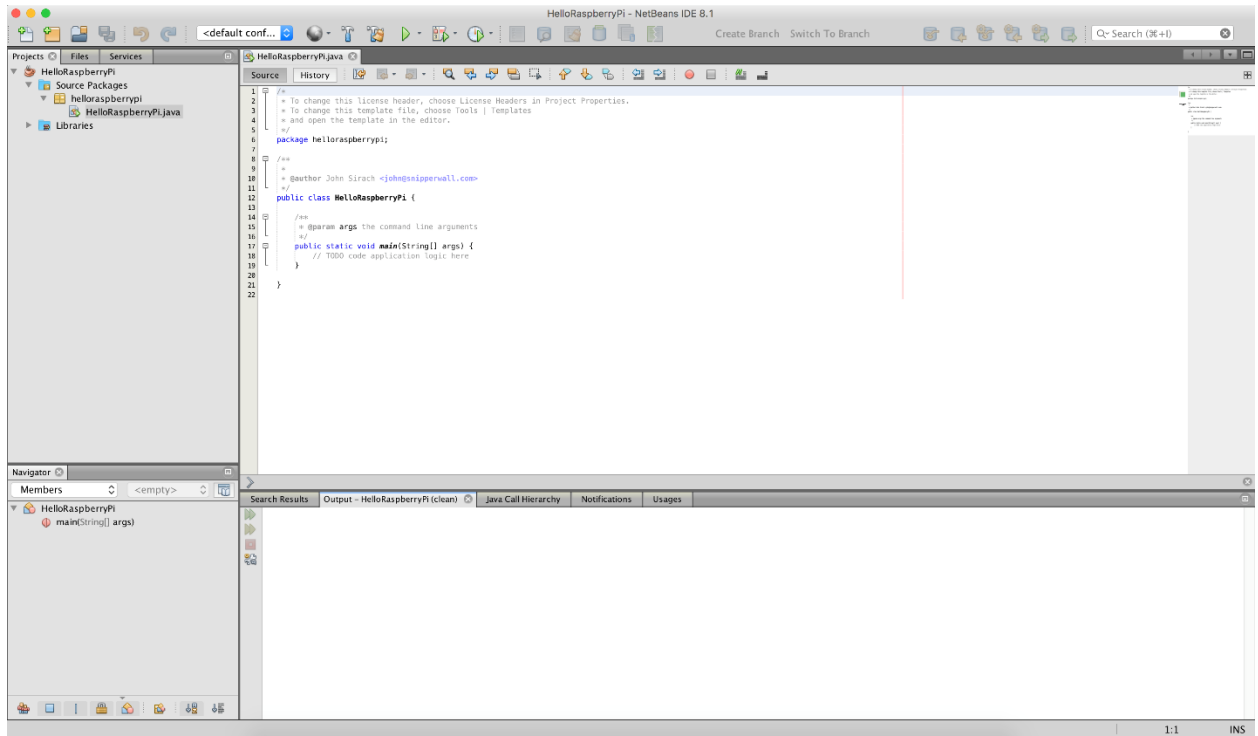 HelloRaspberryPi - NetBeans IDE 8.1
<default conf...
Create Branch Switch To Branch
Search (⌘+I)
Projects Files Services
HelloRaspberryPi
Source Packages
helloraspberrypi
HelloRaspberryPi.java
Libraries
HelloRaspberryPi.java
Source History
1 /*
2 * To change this license header, choose License Headers in Project Properties.
3 * To change this template file, choose Tools | Templates
4 * and open the template in the editor.
5 */
6 package helloraspberrypi;
7
8 /**
9 *
10 * @author John Sirach <john@snipperwall.com>
11 */
12 public class HelloRaspberryPi {
13
14 /**
15 * @param args the command line arguments
16 */
17 public static void main(String[] args) {
18 // TODO code application logic here
19 }
20
21 }
22
Navigator
Members <empty>
HelloRaspberryPi
main(String[] args)
Search Results Output - HelloRaspberryPi (clean) Java Call Hierarchy Notifications Usages
1:1 INS